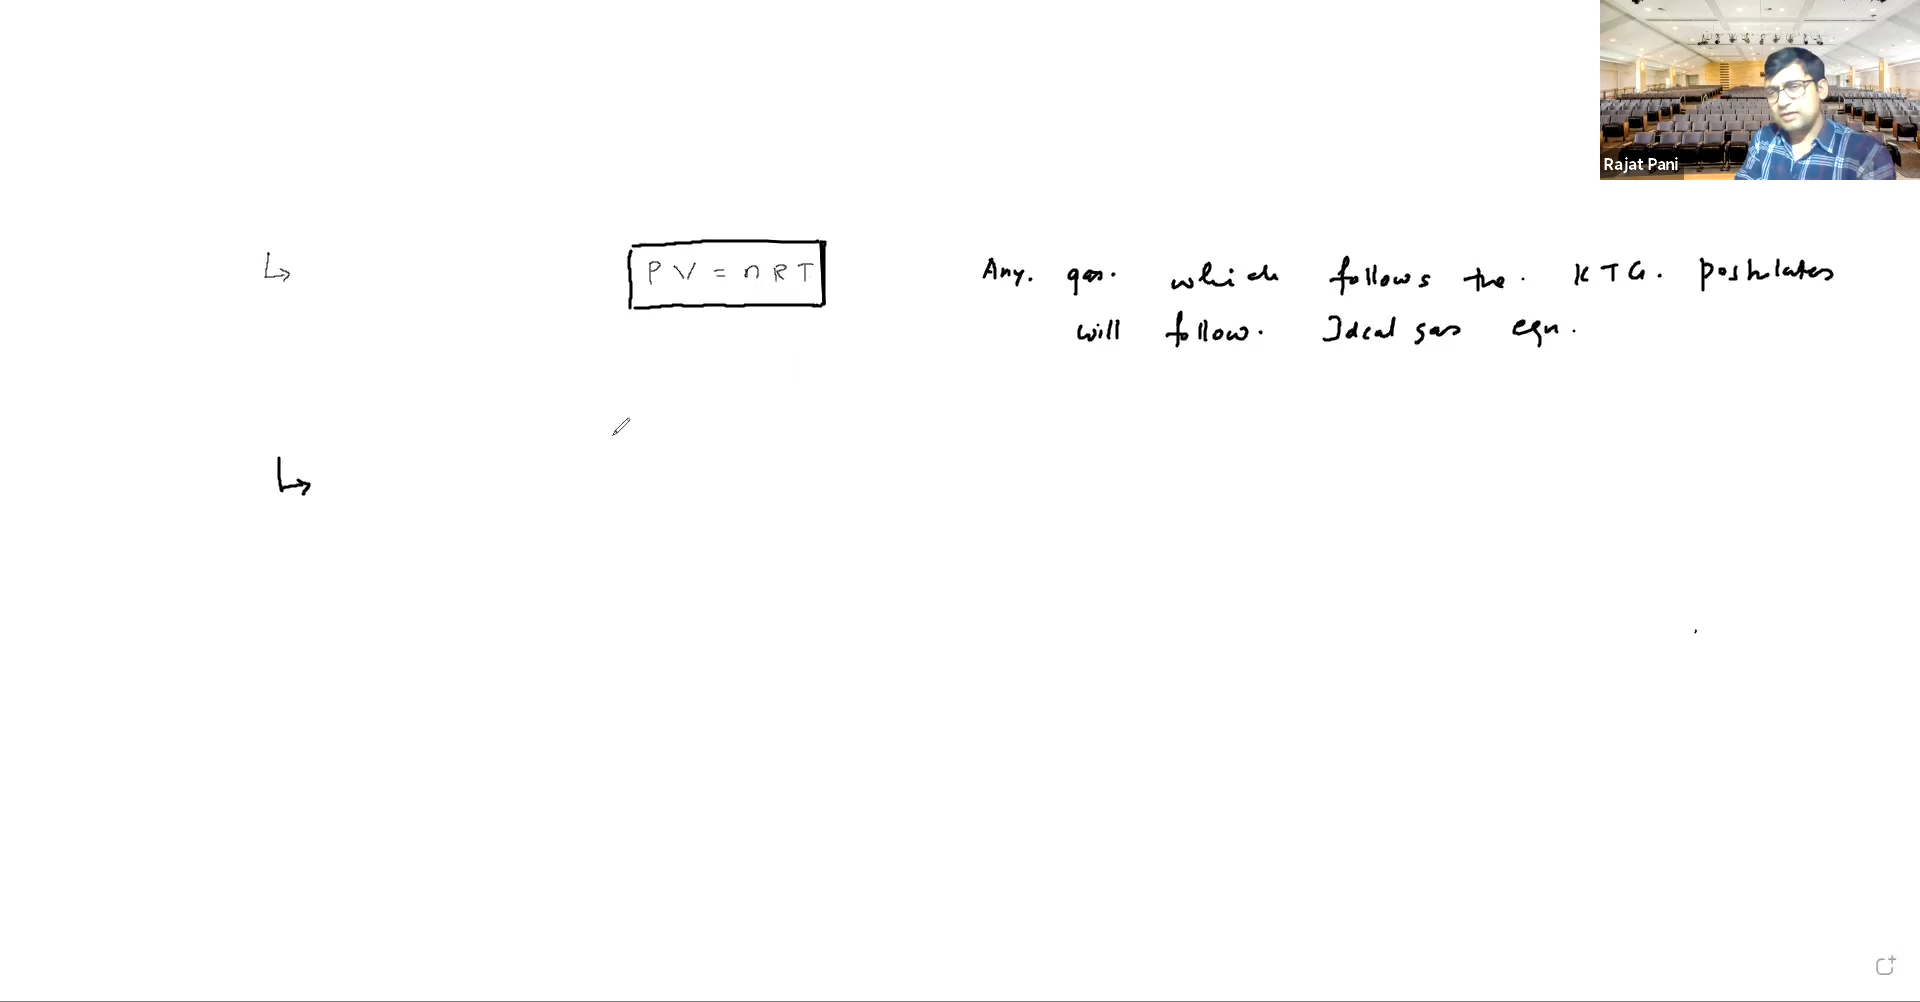 Rajat Pani
PV = nRT
Any. gas. which follows the. KTG. postulates
will follow. Ideal gas eqn.